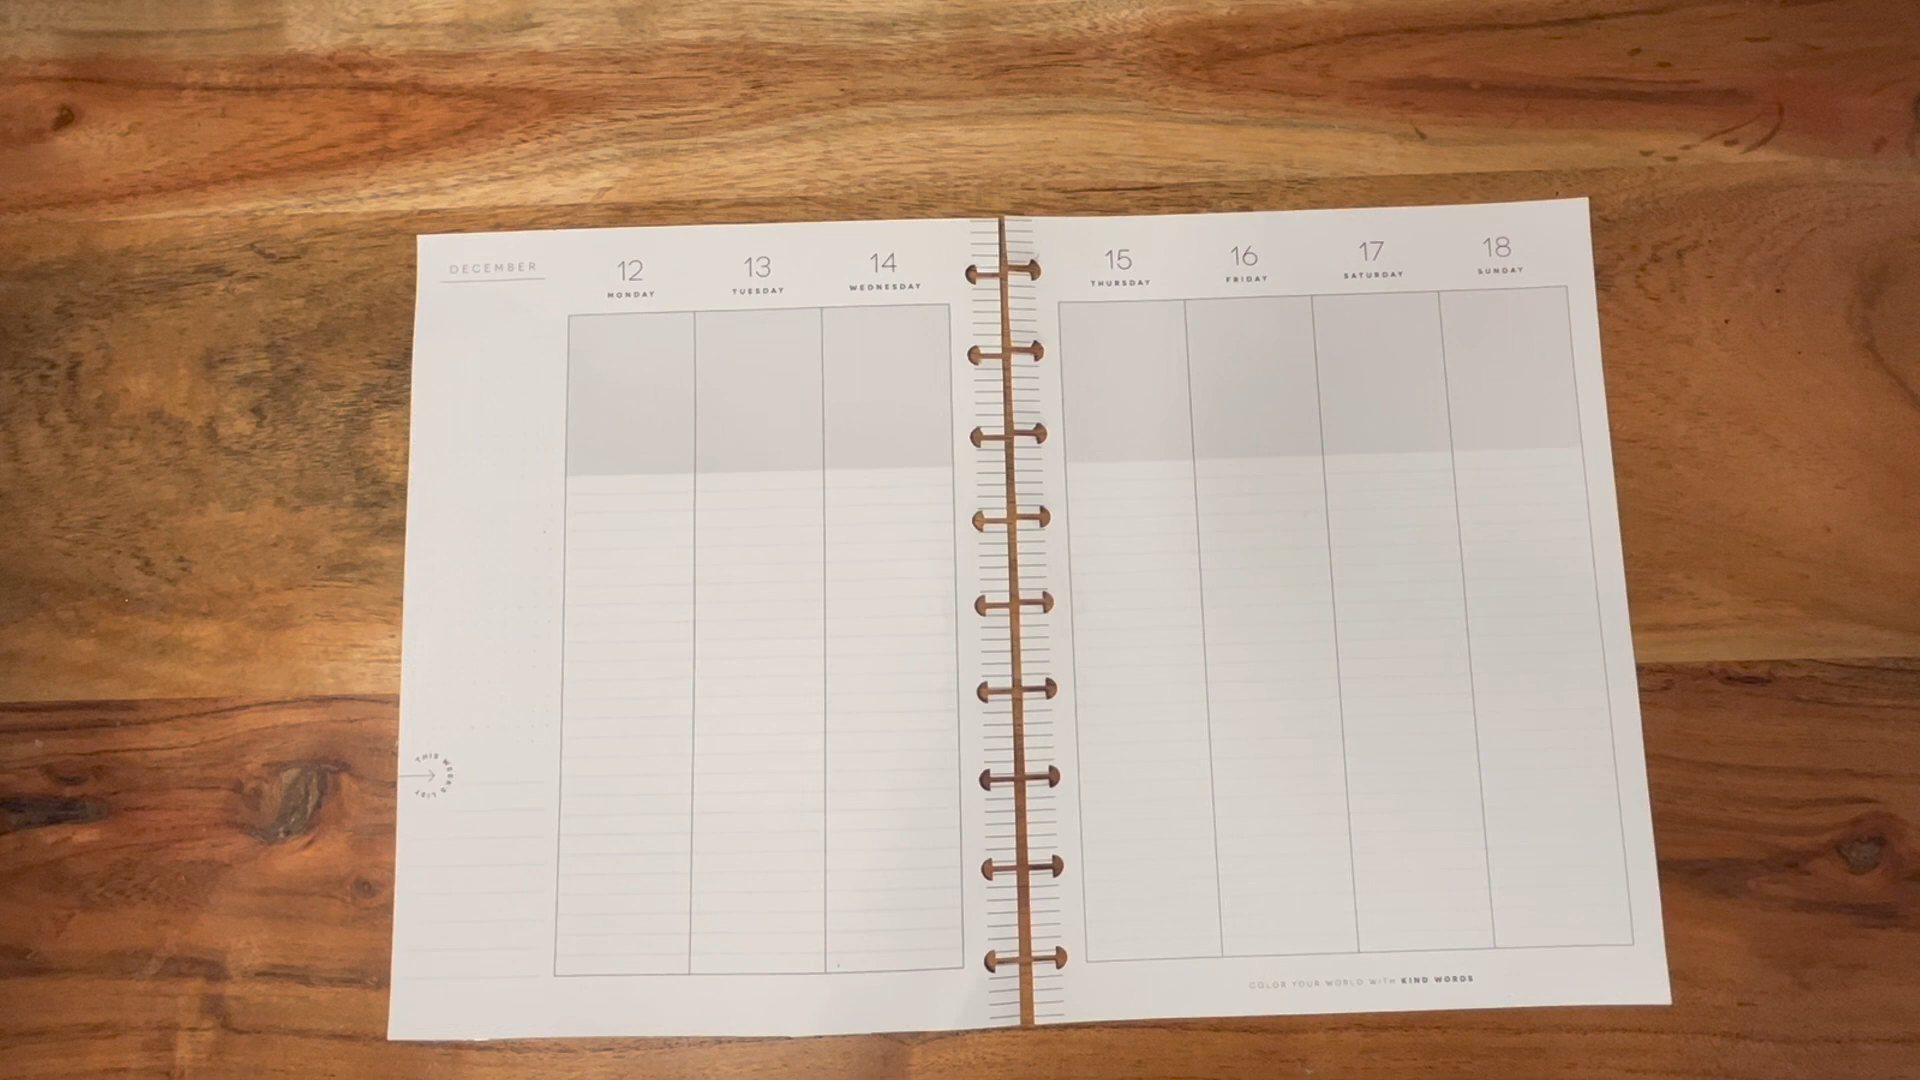 DECEMBER
12
MONDAY
13
TUESDAY
14
WEDNESDAY
15
THURSDAY
16
FRIDAY
17
SATURDAY
18
SUNDAY
THIS WEEK'S LIST
COLOR YOUR WORLD WITH KIND WORDS